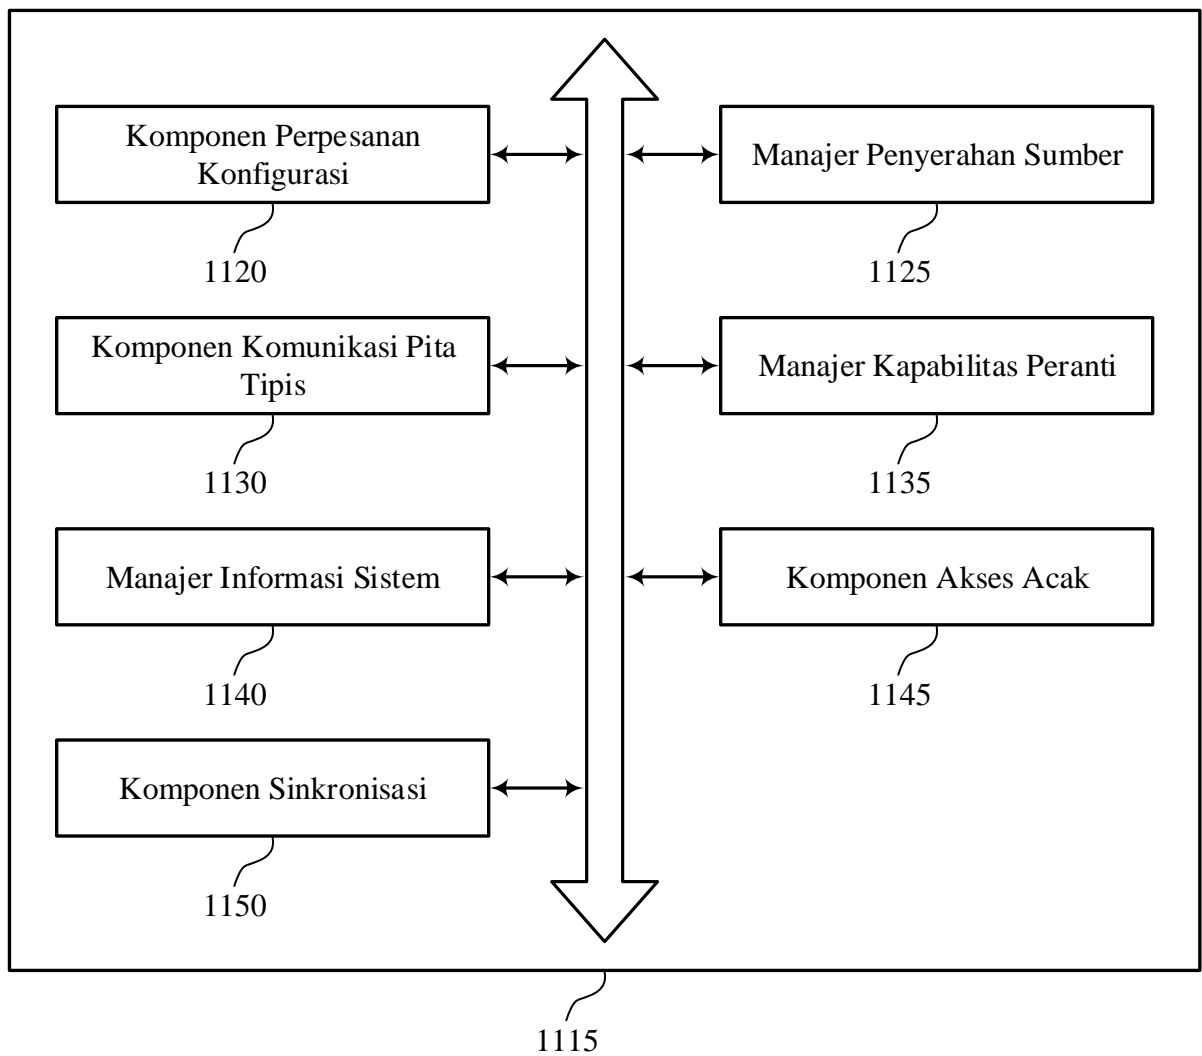 Komponen Perpesanan
Konfigurasi
1120
Manajer Penyerahan Sumber
1125
Komponen Komunikasi Pita
Tipis
1130
Manajer Kapabilitas Peranti
1135
Manajer Informasi Sistem
1140
Komponen Akses Acak
1145
Komponen Sinkronisasi
1150
1115